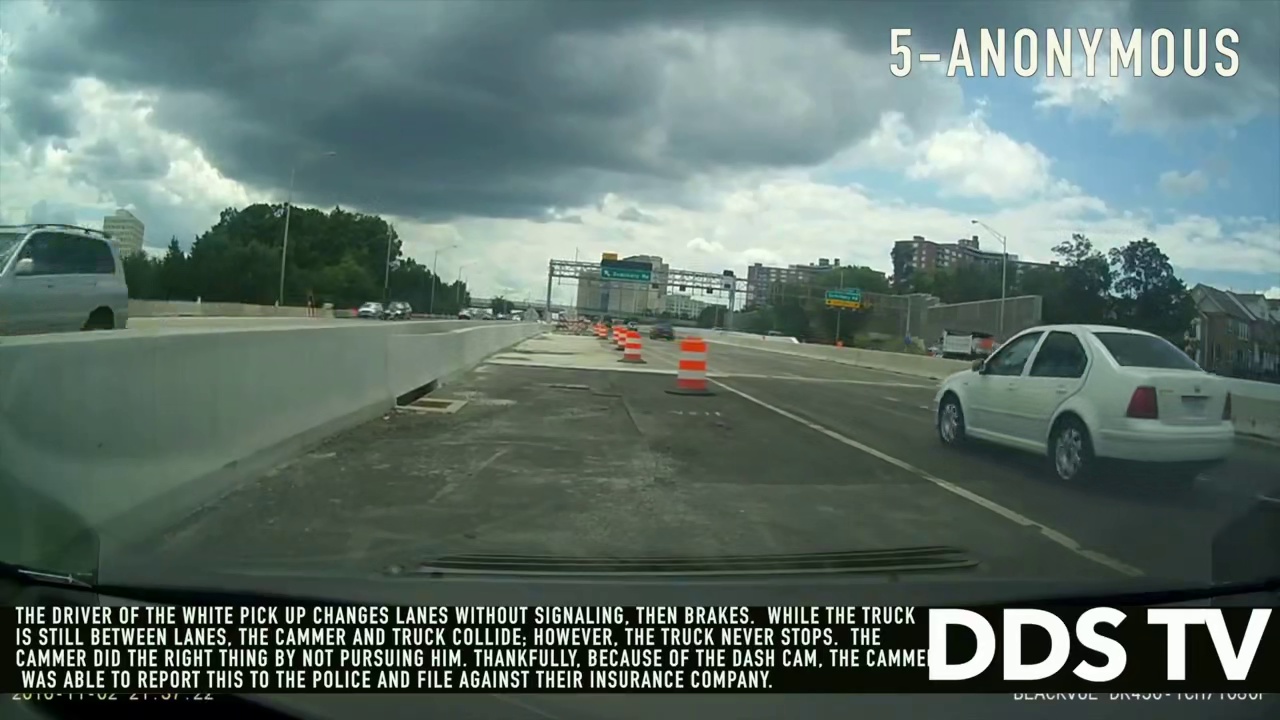 5-ANONYMOUS
THE DRIVER OF THE WHITE PICK UP CHANGES LANES WITHOUT SIGNALING, THEN BRAKES. WHILE THE TRUCK
IS STILL BETWEEN LANES, THE CAMMER AND TRUCK COLLIDE; HOWEVER, THE TRUCK NEVER STOPS. THE
CAMMER DID THE RIGHT THING BY NOT PURSUING HIM. THANKFULLY, BECAUSE OF THE DASH CAM, THE CAMME
WAS ABLE TO REPORT THIS TO THE POLICE AND FILE AGAINST THEIR INSURANCE COMPANY.
DDS TV